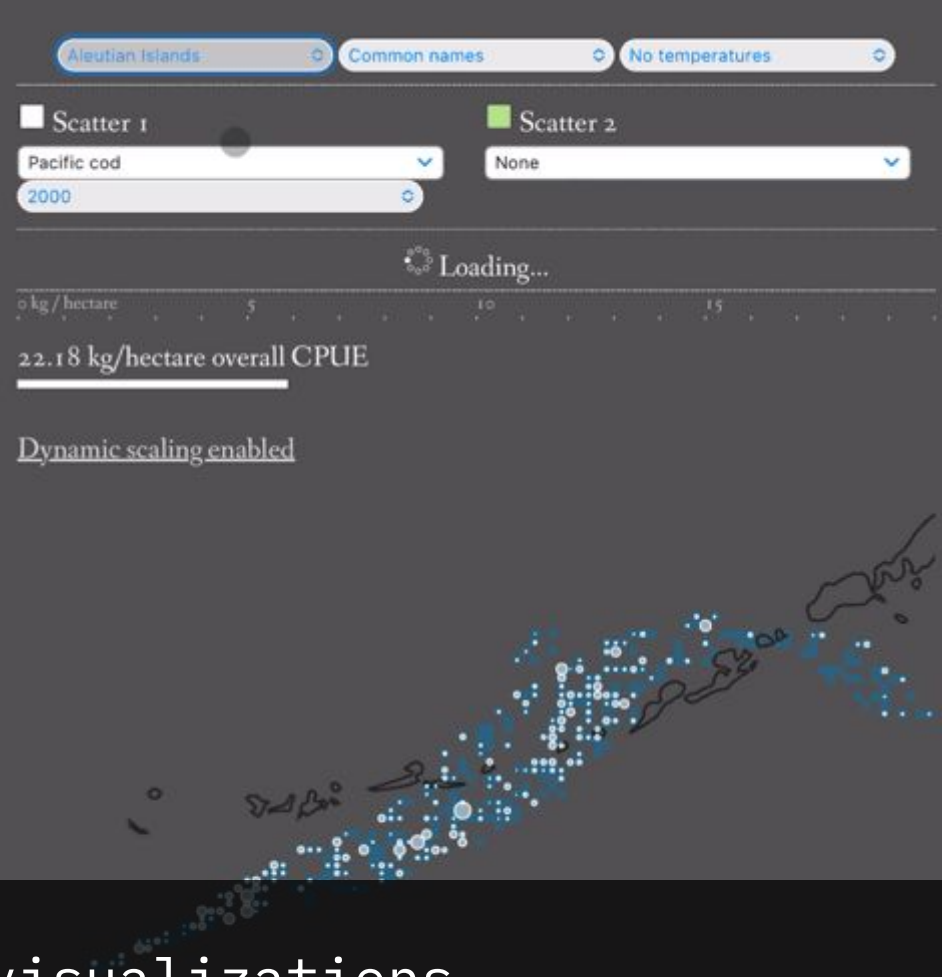 Aleutian Islands Common names No temperatures
Scatter 1 Scatter 2
Pacific cod None
2000
Loading...
0 kg / hectare 5 10 15
22.18 kg/hectare overall CPUE
Dynamic scaling enabled
visualizations